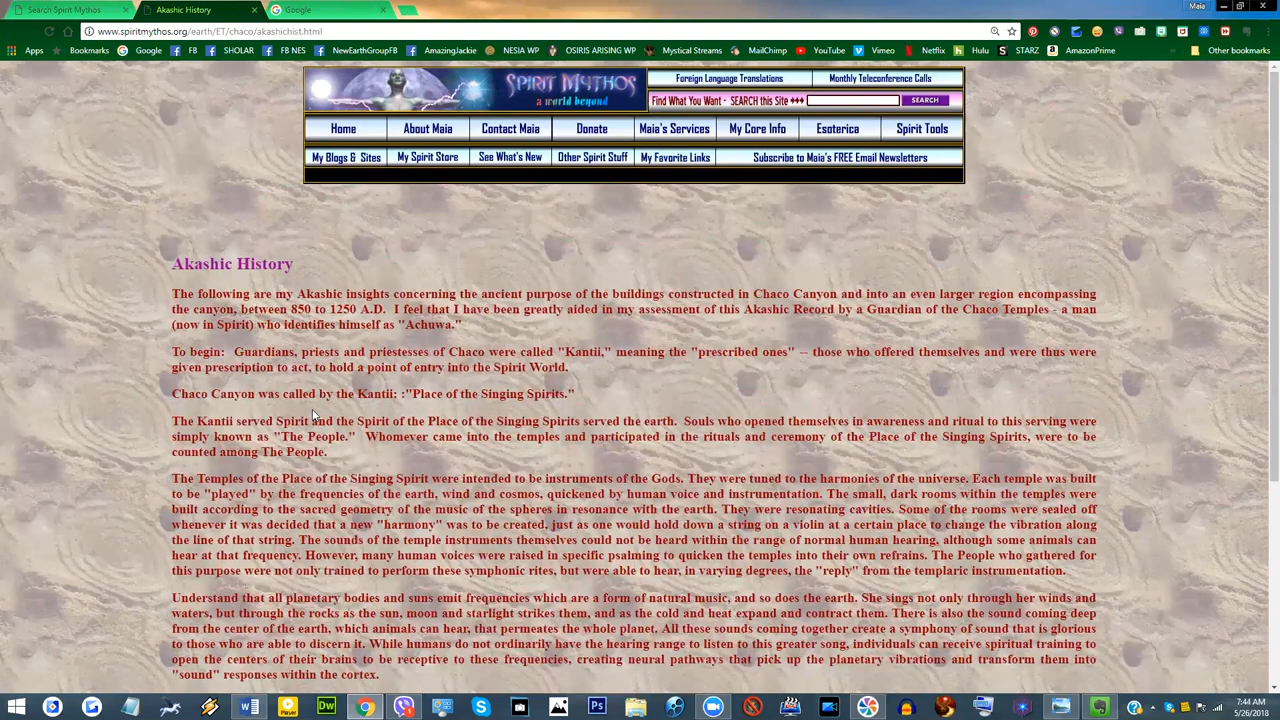 Search Spirit Mythos
Akashic History
Google
Maia
www.spiritmythos.org/earth/ET/chaco/akashichist.html
Apps
Bookmarks
Google
FB
SHOLAR
FB NES
NewEarthGroupFB
AmazingJackie
NESIA WP
OSIRIS ARISING WP
Mystical Streams
MailChimp
YouTube
Vimeo
Netflix
Hulu
STARZ
AmazonPrime
Other bookmarks
SPIRIT MYTHOS
a world beyond
Foreign Language Translations
Monthly Teleconference Calls
Find What You Want - SEARCH this Site
SEARCH
Home
About Maia
Contact Maia
Donate
Maia's Services
My Core Info
Esoterica
Spirit Tools
My Blogs & Sites
My Spirit Store
See What's New
Other Spirit Stuff
My Favorite Links
Subscribe to Maia's FREE Email Newsletters
Akashic History
The following are my Akashic insights concerning the ancient purpose of the buildings constructed in Chaco Canyon and into an even larger region encompassing
the canyon, between 850 to 1250 A.D. I feel that I have been greatly aided in my assessment of this Akashic Record by a Guardian of the Chaco Temples - a man
(now in Spirit) who identifies himself as "Achuwa."
To begin: Guardians, priests and priestesses of Chaco were called "Kantii," meaning the "prescribed ones" -- those who offered themselves and were thus were
given prescription to act, to hold a point of entry into the Spirit World.
Chaco Canyon was called by the Kantii: :"Place of the Singing Spirits."
The Kantii served Spirit and the Spirit of the Place of the Singing Spirits served the earth. Souls who opened themselves in awareness and ritual to this serving were
simply known as "The People." Whomever came into the temples and participated in the rituals and ceremony of the Place of the Singing Spirits, were to be
counted among The People.
The Temples of the Place of the Singing Spirit were intended to be instruments of the Gods. They were tuned to the harmonies of the universe. Each temple was built
to be "played" by the frequencies of the earth, wind and cosmos, quickened by human voice and instrumentation. The small, dark rooms within the temples were
built according to the sacred geometry of the music of the spheres in resonance with the earth. They were resonating cavities. Some of the rooms were sealed off
whenever it was decided that a new "harmony" was to be created, just as one would hold down a string on a violin at a certain place to change the vibration along
the line of that string. The sounds of the temple instruments themselves could not be heard within the range of normal human hearing, although some animals can
hear at that frequency. However, many human voices were raised in specific psalming to quicken the temples into their own refrains. The People who gathered for
this purpose were not only trained to perform these symphonic rites, but were able to hear, in varying degrees, the "reply" from the templaric instrumentation.
Understand that all planetary bodies and suns emit frequencies which are a form of natural music, and so does the earth. She sings not only through her winds and
waters, but through the rocks as the sun, moon and starlight strikes them, and as the cold and heat expand and contract them. There is also the sound coming deep
from the center of the earth, which animals can hear, that permeates the whole planet. All these sounds coming together create a symphony of sound that is glorious
to those who are able to discern it. While humans do not ordinarily have the hearing range to listen to this greater song, individuals can receive spiritual training to
open the centers of their brains to be receptive to these frequencies, creating neural pathways that pick up the planetary vibrations and transform them into
"sound" responses within the cortex.
7:44 AM
5/26/2018